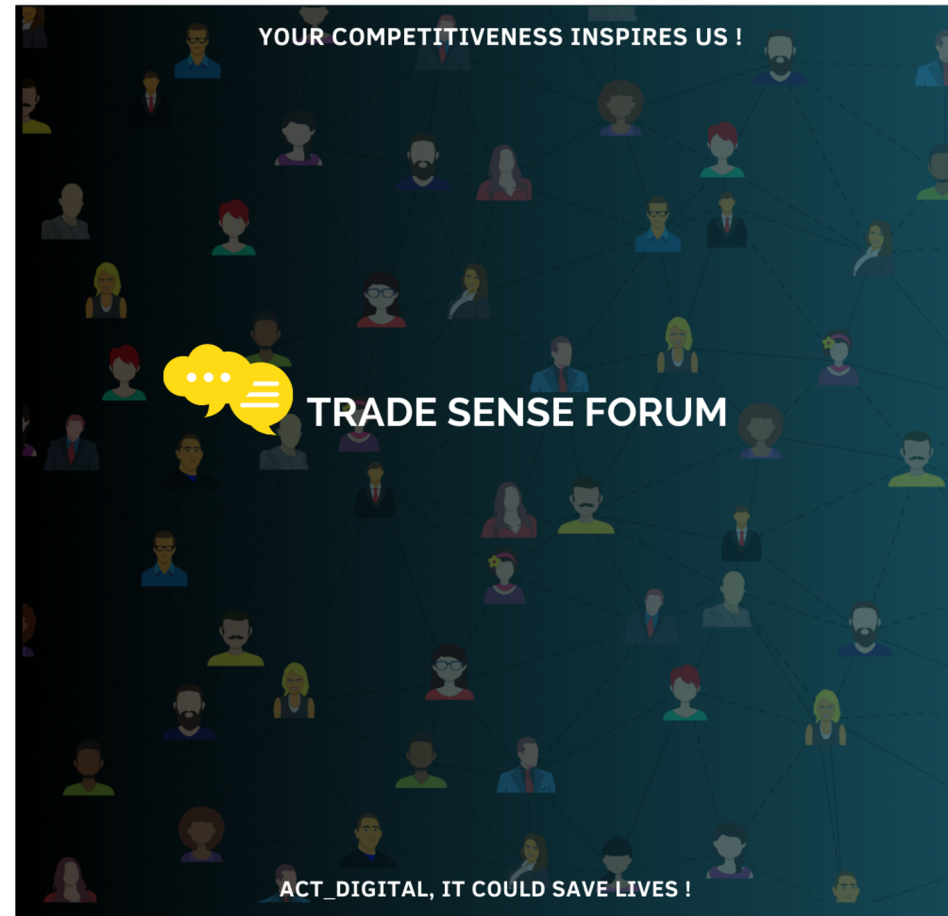 YOUR COMPETITIVENESS INSPIRES US !
TRADE SENSE FORUM
ACT_DIGITAL, IT COULD SAVE LIVES !